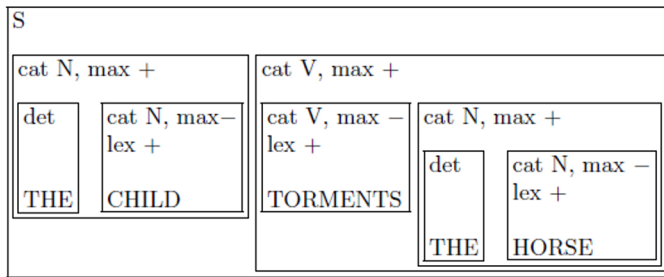 S
cat N, max +
cat V, max +
det
cat N, max−
lex +
cat V, max −
lex +
cat N, max +
det
cat N, max −
lex +
THE
CHILD
TORMENTS
THE
HORSE